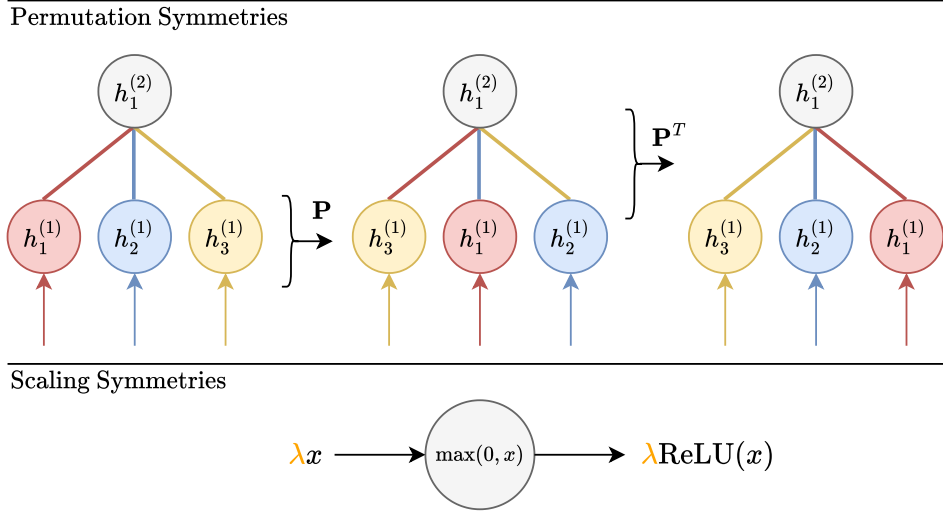 Permutation Symmetries
h_1^{(2)} h_1^{(2)} h_1^{(2)}
P P^T
h_1^{(1)} h_2^{(1)} h_3^{(1)} h_3^{(1)} h_1^{(1)} h_2^{(1)} h_3^{(1)} h_2^{(1)} h_1^{(1)}
Scaling Symmetries
λx max(0, x) λReLU(x)